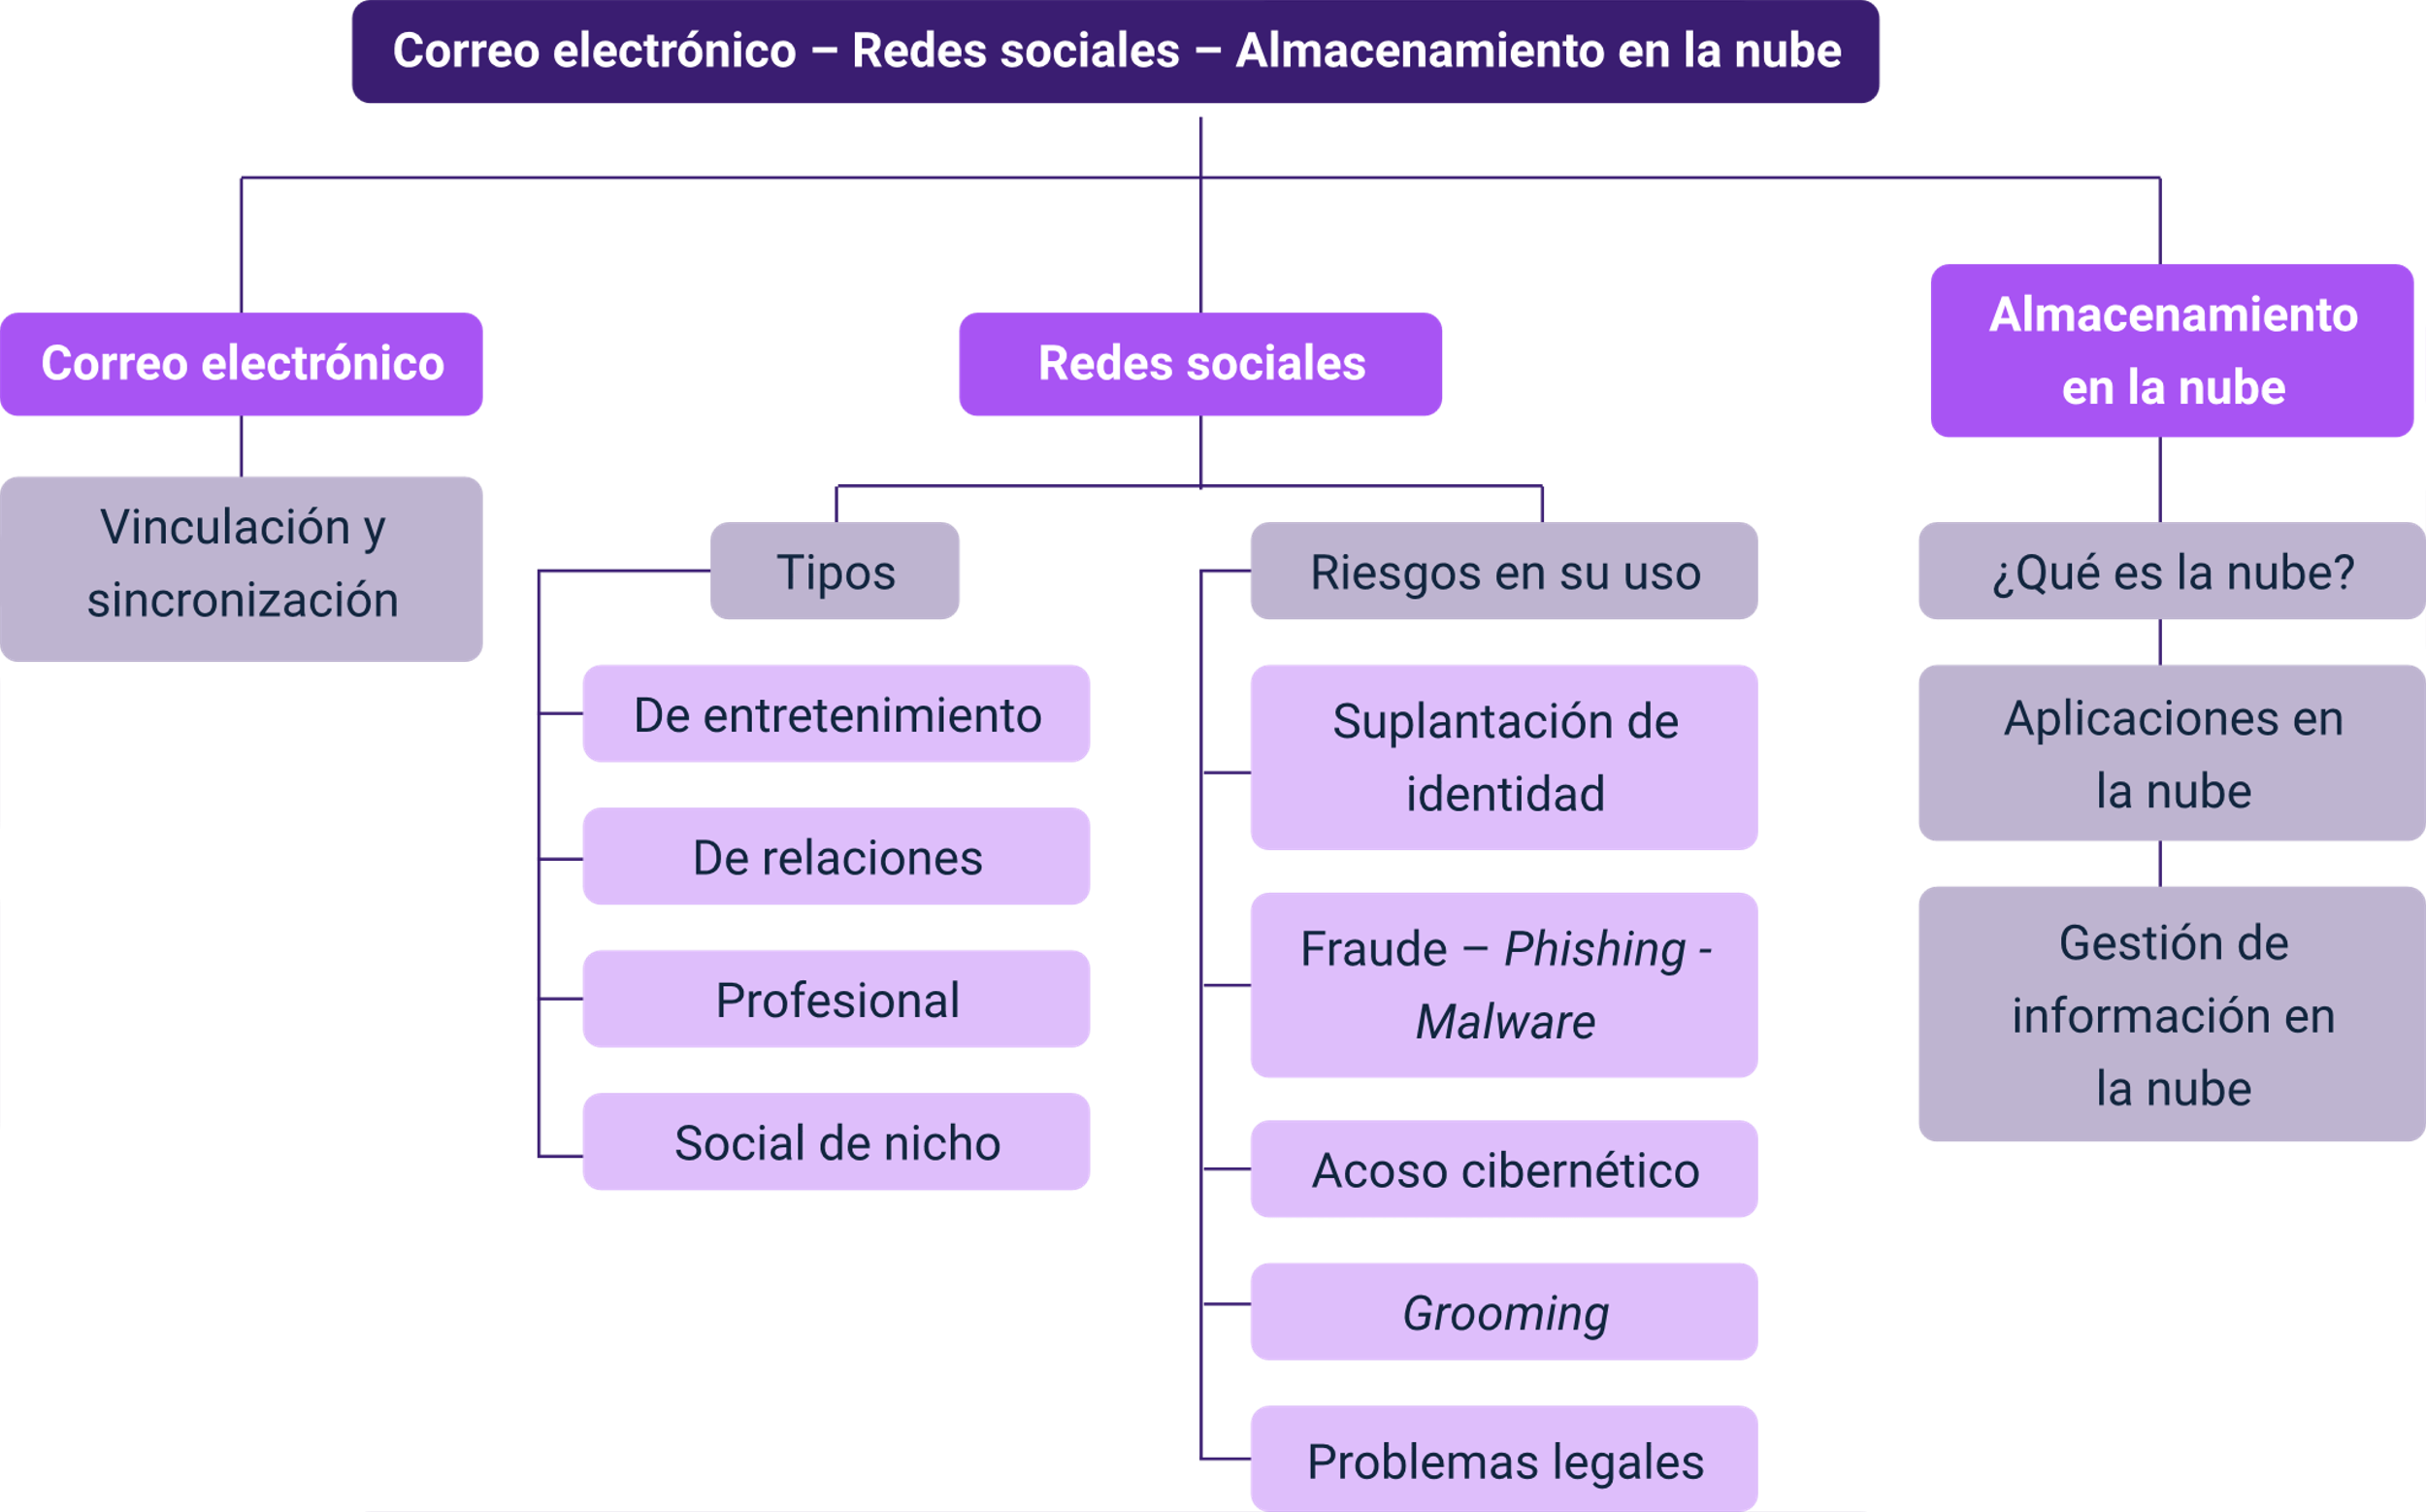 Correo electrónico – Redes sociales – Almacenamiento en la nube
Correo electrónico
Vinculación y
sincronización
Redes sociales
Tipos
De entretenimiento
De relaciones
Profesional
Social de nicho
Riesgos en su uso
Suplantación de
identidad
Fraude – Phishing -
Malware
Acoso cibernético
Grooming
Problemas legales
Almacenamiento
en la nube
¿Qué es la nube?
Aplicaciones en
la nube
Gestión de
información en
la nube